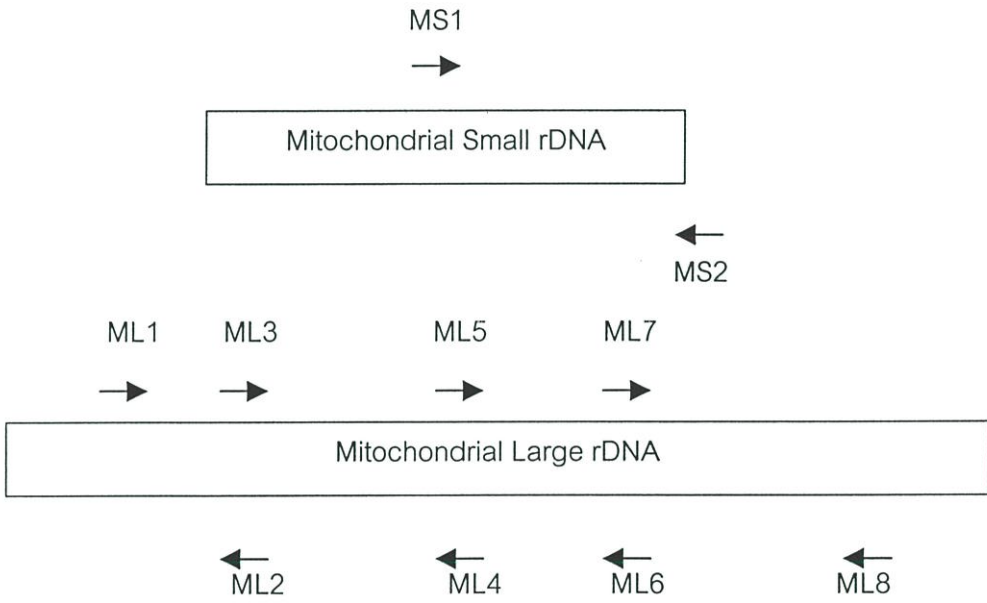 MS1
Mitochondrial Small rDNA
MS2
ML1 ML3 ML5 ML7
Mitochondrial Large rDNA
ML2 ML4 ML6 ML8